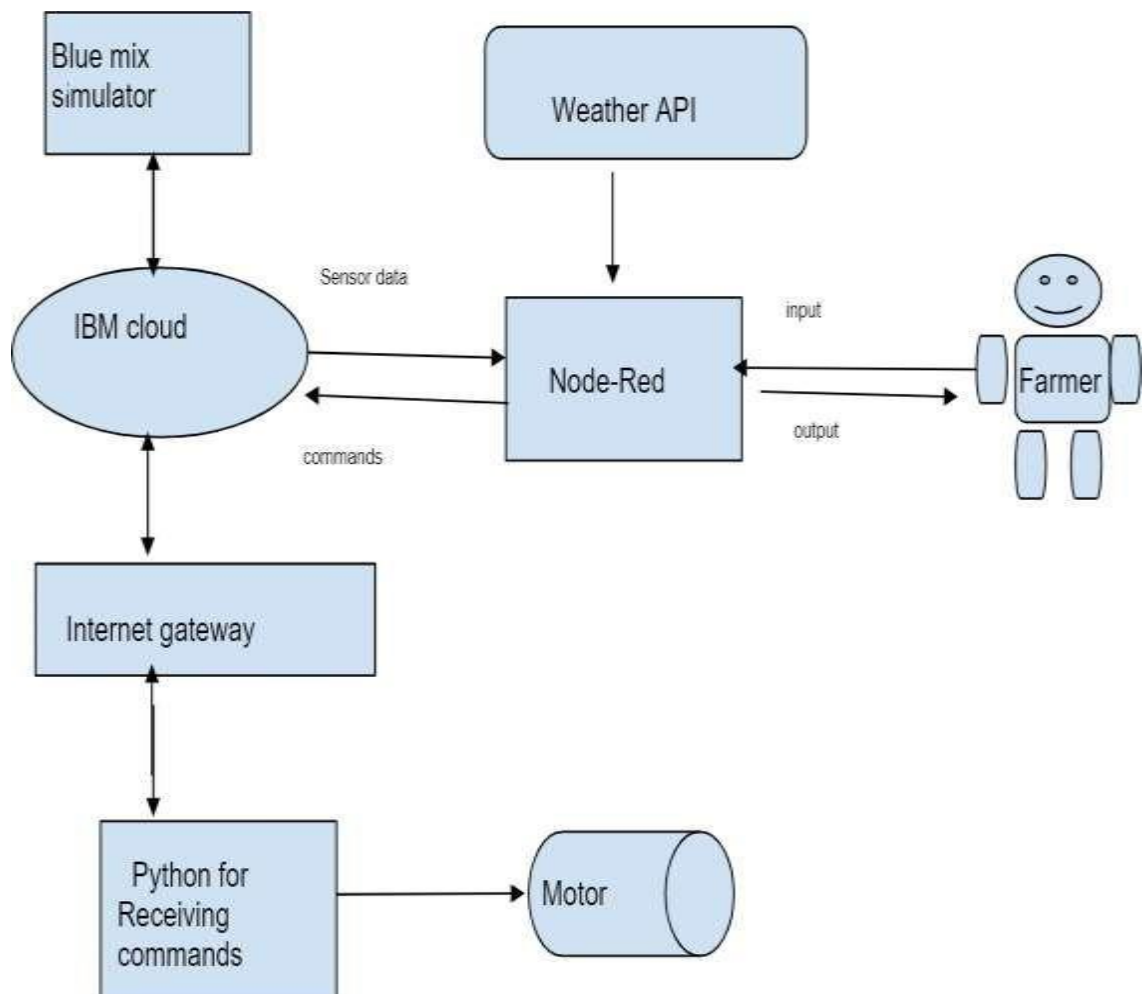 Blue mix
simulator
Weather API
Sensor data
IBM cloud
input
Node-Red
Farmer
output
commands
Internet gateway
Python for
Receiving
commands
Motor